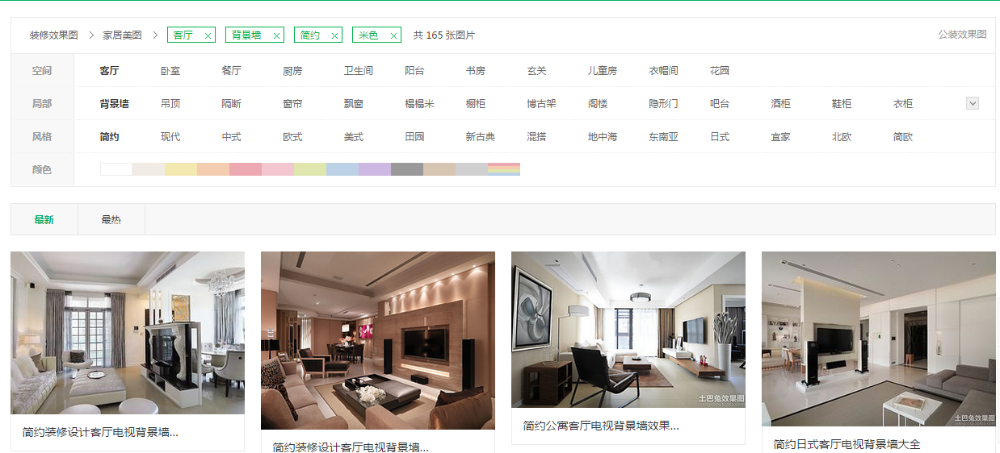 装修效果图 > 家居美图 > 客厅 × 背景墙 × 简约 × 米色 × 共 165 张图片 公装效果图
空间 客厅 卧室 餐厅 厨房 卫生间 阳台 书房 玄关 儿童房 衣帽间 花园
局部 背景墙 吊顶 隔断 窗帘 飘窗 榻榻米 橱柜 博古架 阁楼 隐形门 吧台 酒柜 鞋柜 衣柜
风格 简约 现代 中式 欧式 美式 田园 新古典 混搭 地中海 东南亚 日式 宜家 北欧 简欧
颜色
最新 最热
土巴兔效果图
土巴兔效果图
简约装修设计客厅电视背景墙...
简约装修设计客厅电视背景墙...
简约公寓客厅电视背景墙效果...
简约日式客厅电视背景墙大全